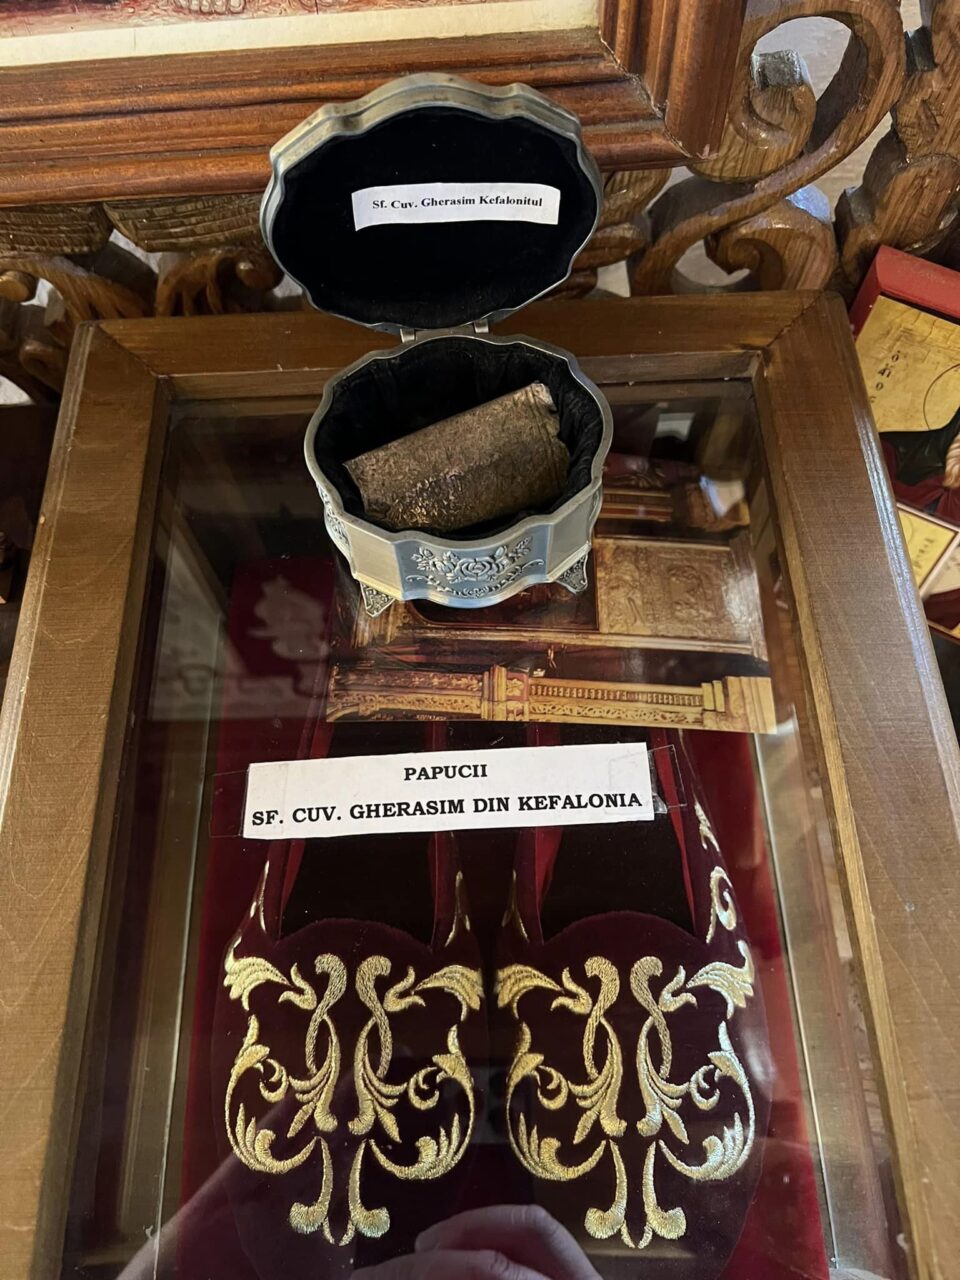 Sf. Cuv. Gherasim Kefalonitul
PAPUCII
SF. CUV. GHERASIM DIN KEFALONIA